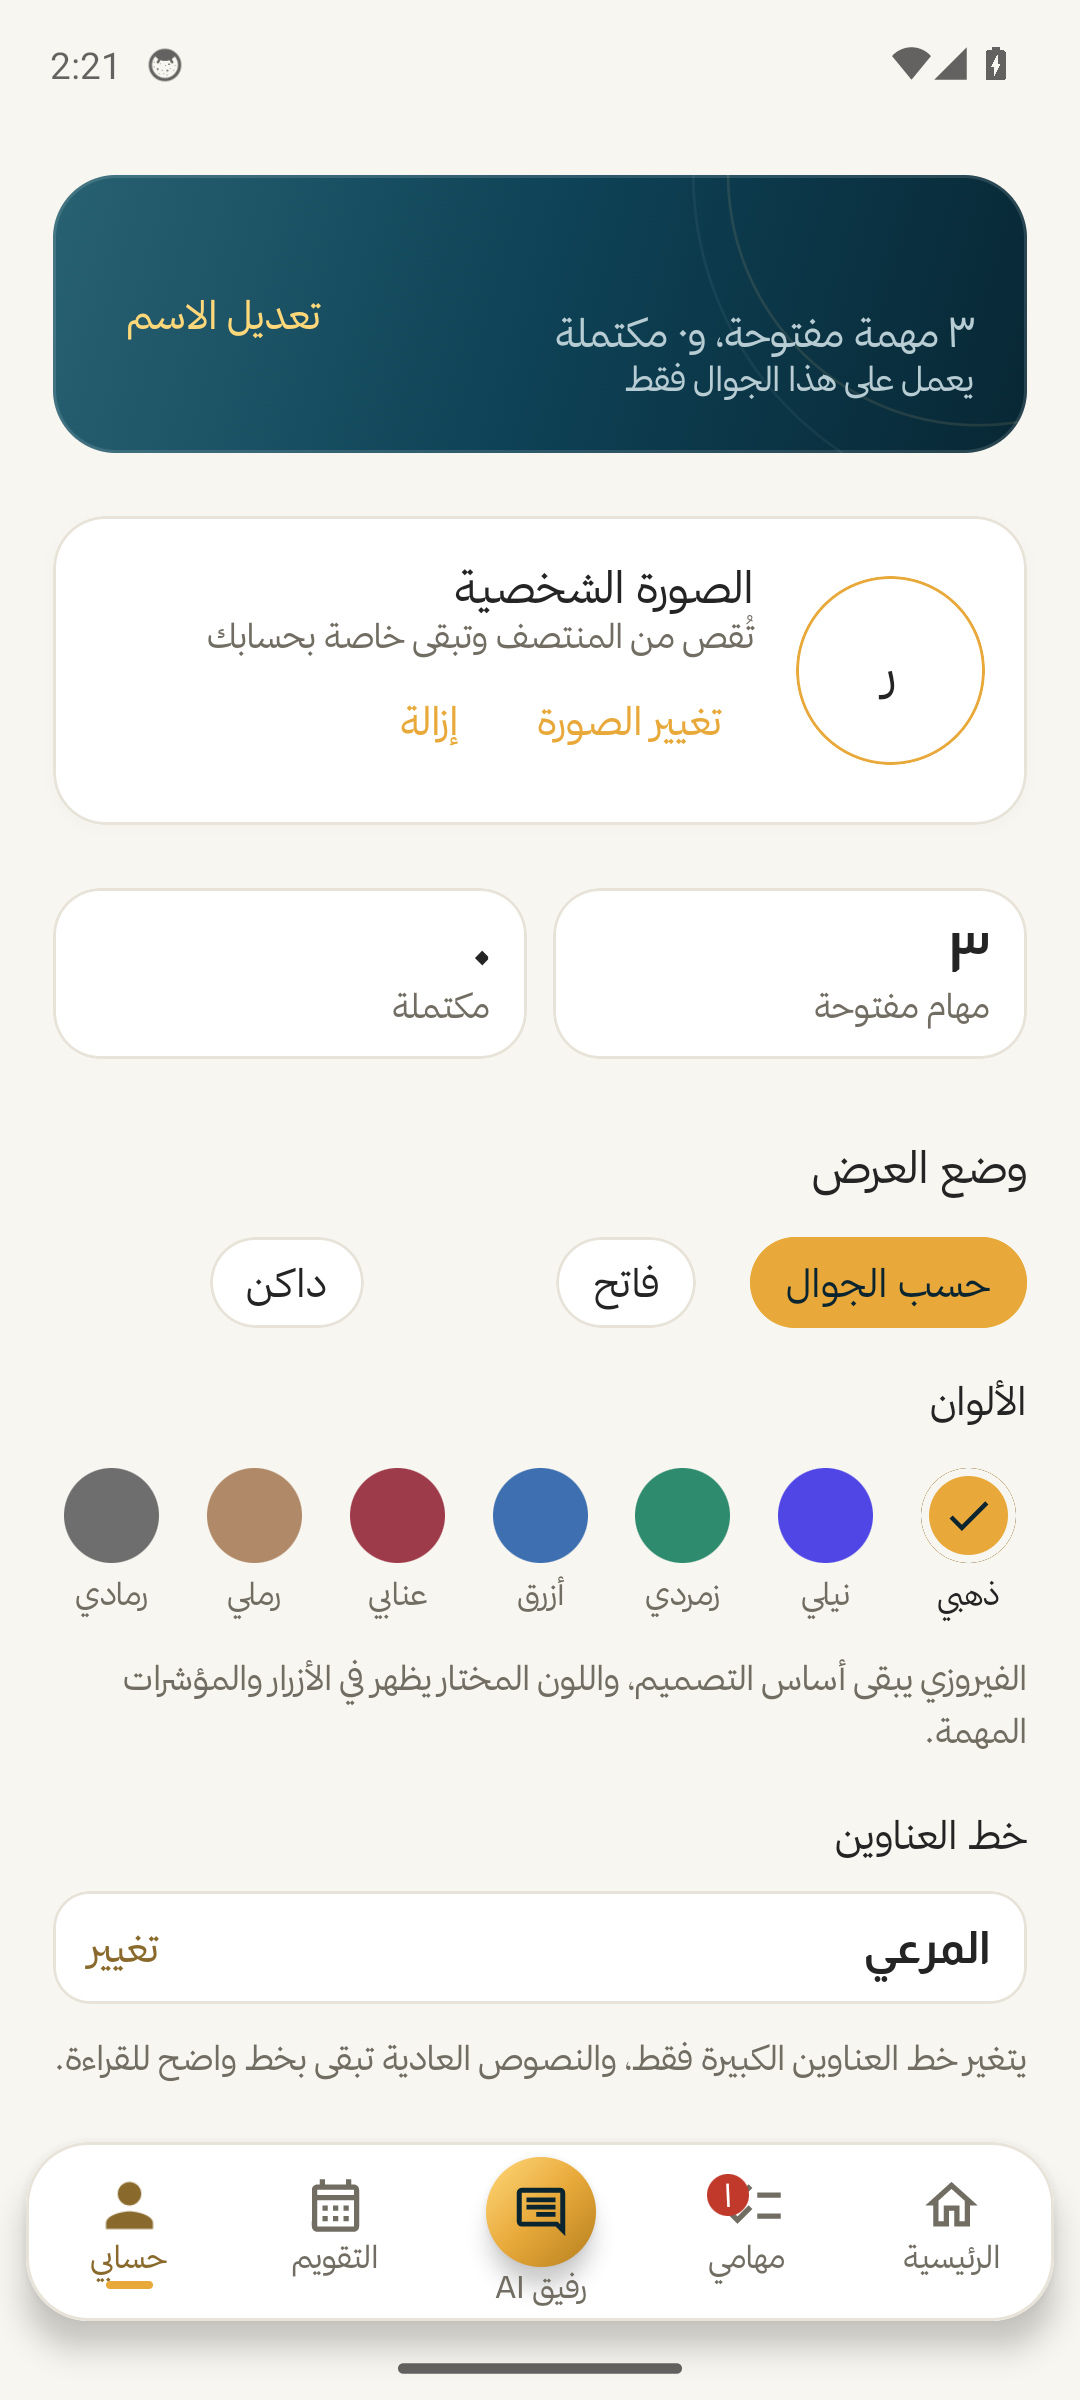 2:21
٣ مهمة مفتوحة، و٠ مكتملة
يعمل على هذا الجوال فقط
تعديل الاسم
الصورة الشخصية
تُقص من المنتصف وتبقى خاصة بحسابك
تغيير الصورة
إزالة
ر
٣
مهام مفتوحة
٠
مكتملة
وضع العرض
حسب الجوال
فاتح
داكن
الألوان
ذهبي
نيلي
زمردي
أزرق
عنابي
رملي
رمادي
الفيروزي يبقى أساس التصميم، واللون المختار يظهر في الأزرار والمؤشرات
المهمة.
خط العناوين
المرعي
تغيير
يتغير خط العناوين الكبيرة فقط، والنصوص العادية تبقى بخط واضح للقراءة.
الرئيسية
١
مهامي
رفيق AI
التقويم
حسابي